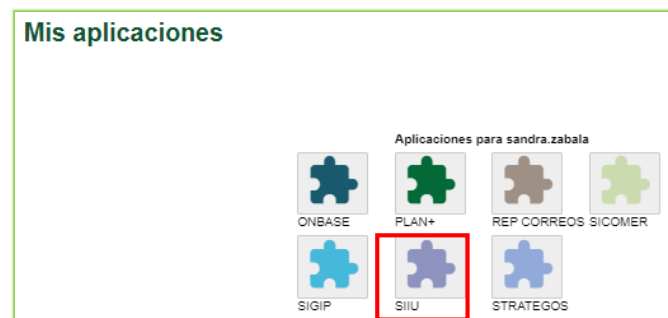 Mis aplicaciones
Aplicaciones para sandra.zabala
ONBASE PLAN+ REP CORREOS SICOMER
SIGIP SIIU STRATEGOS